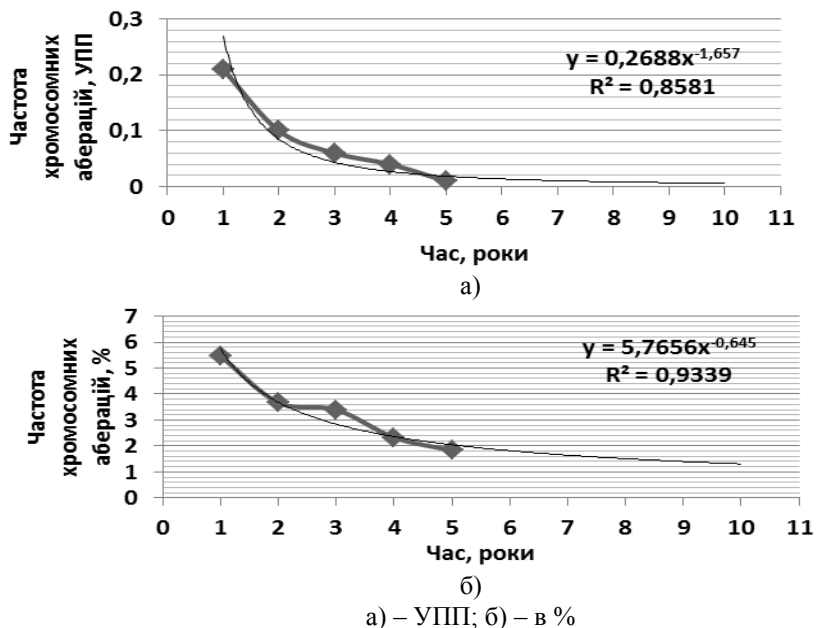 Частота
хромосомних
аберацій, УПП
0,3
0,2
0,1
0
y = 0,2688x^-1,657
R² = 0,8581
0 1 2 3 4 5 6 7 8 9 10 11
Час, роки
а)
Частота
хромосомних
аберацій, %
7
6
5
4
3
2
1
0
y = 5,7656x^-0,645
R² = 0,9339
0 1 2 3 4 5 6 7 8 9 10 11
Час, роки
б)
а) – УПП; б) – в %